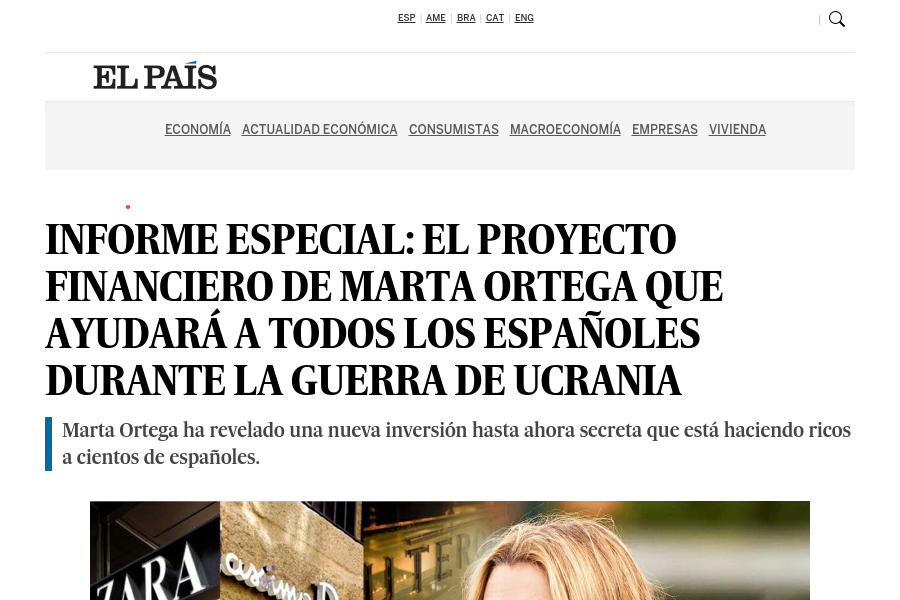 ESP AME BRA CAT ENG
EL PAÍS
ECONOMÍA ACTUALIDAD ECONÓMICA CONSUMISTAS MACROECONOMÍA EMPRESAS VIVIENDA
INFORME ESPECIAL: EL PROYECTO
FINANCIERO DE MARTA ORTEGA QUE
AYUDARÁ A TODOS LOS ESPAÑOLES
DURANTE LA GUERRA DE UCRANIA
Marta Ortega ha revelado una nueva inversión hasta ahora secreta que está haciendo ricos
a cientos de españoles.
ZARA